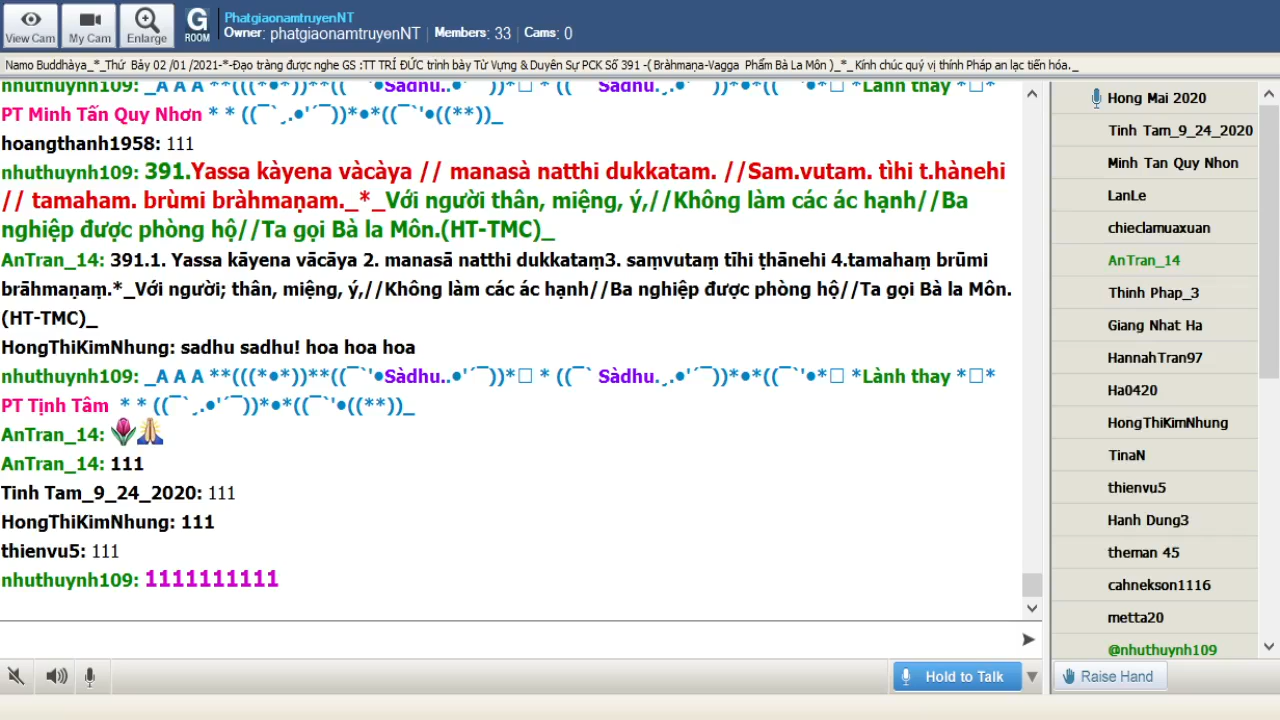 PhatgiaonamtruyenNT
Owner: phatgiaonamtruyenNT | Members: 33 | Cams: 0
View Cam
My Cam
Enlarge
G ROOM
Namo Buddhàya_*_Thứ Bảy 02 /01 /2021-*-Đạo tràng được nghe GS :TT TRÍ ĐỨC trình bày Từ Vựng & Duyên Sự PCK Số 391 -( Bràhmaṇa-Vagga Phẩm Bà La Môn )_*_ Kính chúc quý vị thính Pháp an lạc tiến hóa._
nhuthuynh109: _A A A **(((*•*))**((¯`'•Sàdhu..•'´¯))*□ * ((¯` Sàdhu.¸.•'´¯))*•*((¯`'•*□ *Lành thay *□*
PT Minh Tấn Quy Nhơn * * ((¯`¸.•'´¯))*•*((¯`'•((**))_
hoangthanh1958: 111
nhuthuynh109: 391.Yassa kàyena vàcàya // manasà natthi dukkatam. //Sam.vutam. tìhi t.hànehi
// tamaham. brùmi bràhmaṇam._*_Với người thân, miệng, ý,//Không làm các ác hạnh//Ba
nghiệp được phòng hộ//Ta gọi Bà la Môn.(HT-TMC)_
AnTran_14: 391.1. Yassa kāyena vācāya 2. manasā natthi dukkataṃ3. saṃvutaṃ tīhi ṭhānehi 4.tamahaṃ brūmi
brāhmaṇaṃ.*_Với người; thân, miệng, ý,//Không làm các ác hạnh//Ba nghiệp được phòng hộ//Ta gọi Bà la Môn.
(HT-TMC)_
HongThiKimNhung: sadhu sadhu! hoa hoa hoa
nhuthuynh109: _A A A **(((*•*))**((¯`'•Sàdhu..•'´¯))*□ * ((¯` Sàdhu.¸.•'´¯))*•*((¯`'•*□ *Lành thay *□*
PT Tịnh Tâm * * ((¯`¸.•'´¯))*•*((¯`'•((**))_
AnTran_14: 🌷🙏
AnTran_14: 111
Tinh Tam_9_24_2020: 111
HongThiKimNhung: 111
thienvu5: 111
nhuthuynh109: 1111111111
Hold to Talk
Hong Mai 2020
Tinh Tam_9_24_2020
Minh Tan Quy Nhon
LanLe
chieclamuaxuan
AnTran_14
Thinh Phap_3
Giang Nhat Ha
HannahTran97
Ha0420
HongThiKimNhung
TinaN
thienvu5
Hanh Dung3
theman 45
cahnekson1116
metta20
@nhuthuynh109
Raise Hand